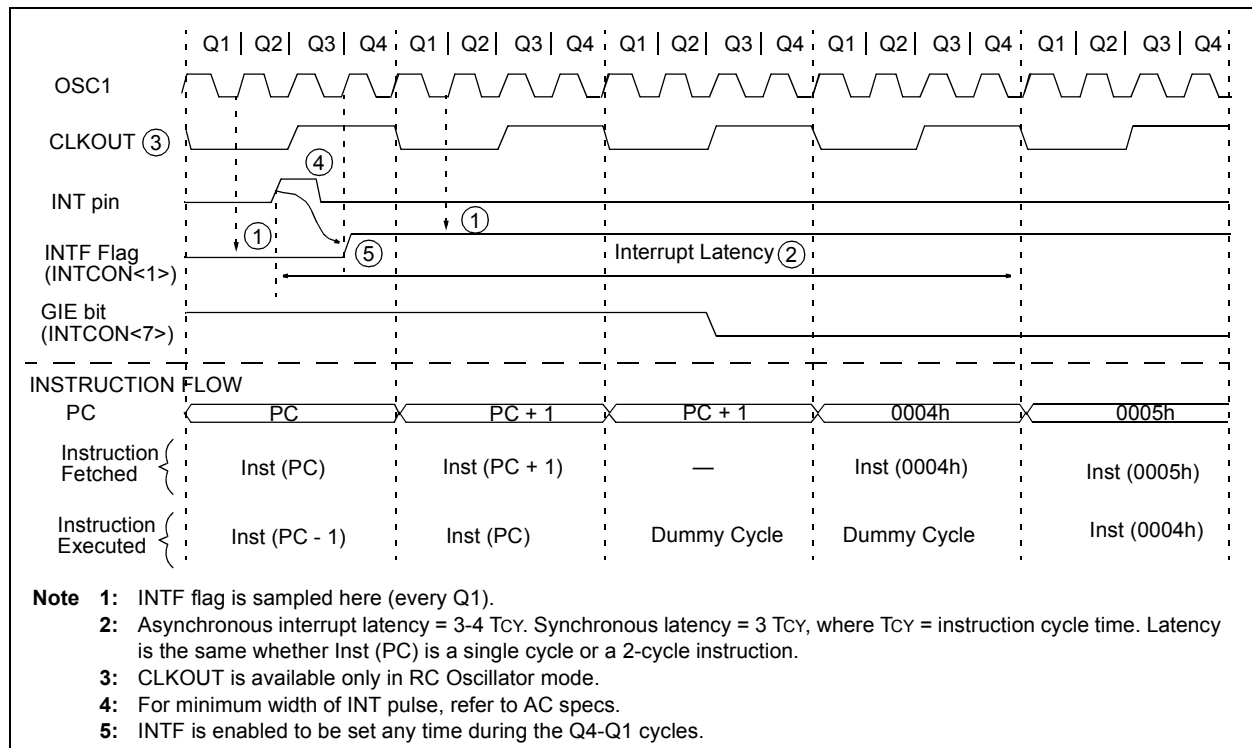 Q1 | Q2 | Q3 | Q4 Q1 | Q2 | Q3 | Q4 Q1 | Q2 | Q3 | Q4 Q1 | Q2 | Q3 | Q4 Q1 | Q2 | Q3 | Q4
OSC1
CLKOUT ③
④
INT pin
① ①
INTF Flag ⑤ Interrupt Latency ②
(INTCON<1>)
GIE bit
(INTCON<7>)
INSTRUCTION FLOW
PC PC PC + 1 PC + 1 0004h 0005h
Instruction
Fetched Inst (PC) Inst (PC + 1) — Inst (0004h) Inst (0005h)
Instruction
Executed Inst (PC - 1) Inst (PC) Dummy Cycle Dummy Cycle Inst (0004h)
Note 1: INTF flag is sampled here (every Q1).
2: Asynchronous interrupt latency = 3-4 TCY. Synchronous latency = 3 TCY, where TCY = instruction cycle time. Latency
is the same whether Inst (PC) is a single cycle or a 2-cycle instruction.
3: CLKOUT is available only in RC Oscillator mode.
4: For minimum width of INT pulse, refer to AC specs.
5: INTF is enabled to be set any time during the Q4-Q1 cycles.